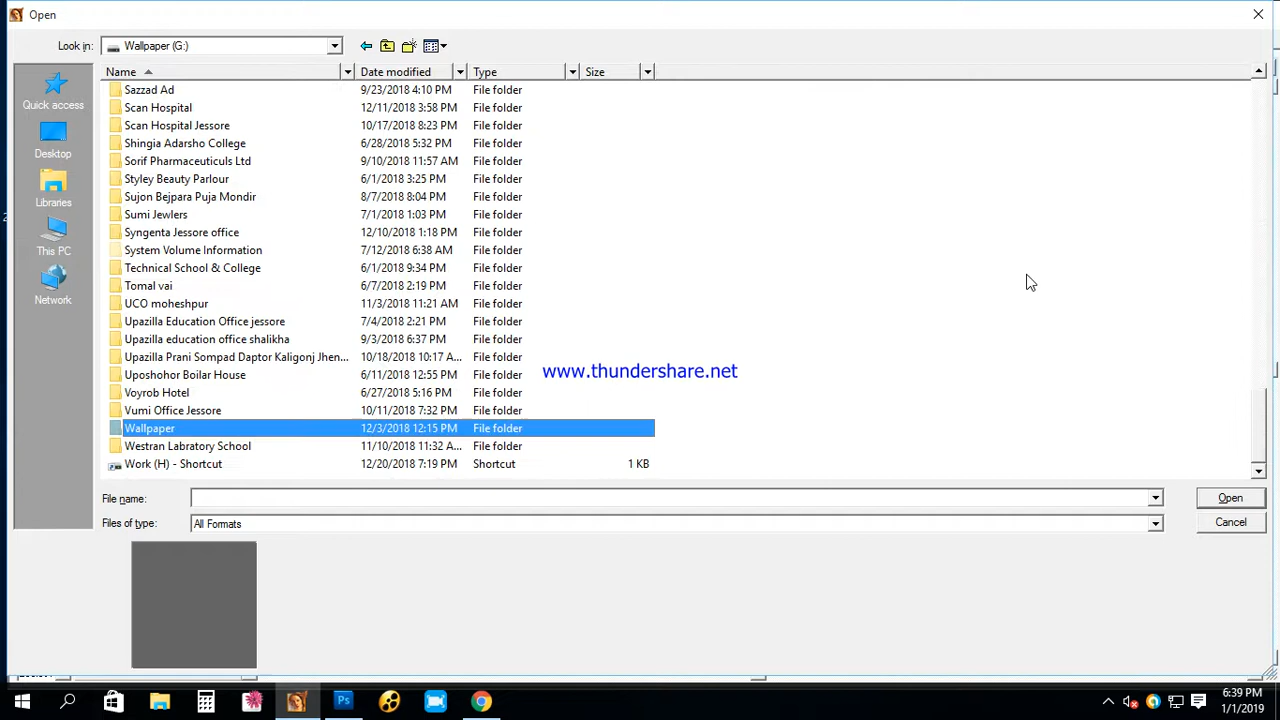 Open
Look in: Wallpaper (G:)
Name Date modified Type Size
Sazzad Ad 9/23/2018 4:10 PM File folder
Scan Hospital 12/11/2018 3:58 PM File folder
Scan Hospital Jessore 10/17/2018 8:23 PM File folder
Shingia Adarsho College 6/28/2018 5:32 PM File folder
Sorif Pharmaceuticuls Ltd 9/10/2018 11:57 AM File folder
Styley Beauty Parlour 6/1/2018 3:25 PM File folder
Sujon Bejpara Puja Mondir 8/7/2018 8:04 PM File folder
Sumi Jewlers 7/1/2018 1:03 PM File folder
Syngenta Jessore office 12/10/2018 1:18 PM File folder
System Volume Information 7/12/2018 6:38 AM File folder
Technical School & College 6/1/2018 9:34 PM File folder
Tomal vai 6/7/2018 2:19 PM File folder
UCO moheshpur 11/3/2018 11:21 AM File folder
Upazilla Education Office jessore 7/4/2018 2:21 PM File folder
Upazilla education office shalikha 9/3/2018 6:37 PM File folder
Upazilla Prani Sompad Daptor Kaligonj Jhen... 10/18/2018 10:17 A... File folder
Uposhohor Boilar House 6/11/2018 12:55 PM File folder
Voyrob Hotel 6/27/2018 5:16 PM File folder
Vumi Office Jessore 10/11/2018 7:32 PM File folder
Wallpaper 12/3/2018 12:15 PM File folder
Westran Labratory School 11/10/2018 11:32 A... File folder
Work (H) - Shortcut 12/20/2018 7:19 PM Shortcut 1 KB
Quick access
Desktop
Libraries
This PC
Network
www.thundershare.net
File name: Open
Files of type: All Formats Cancel
Ps
6:39 PM
1/1/2019